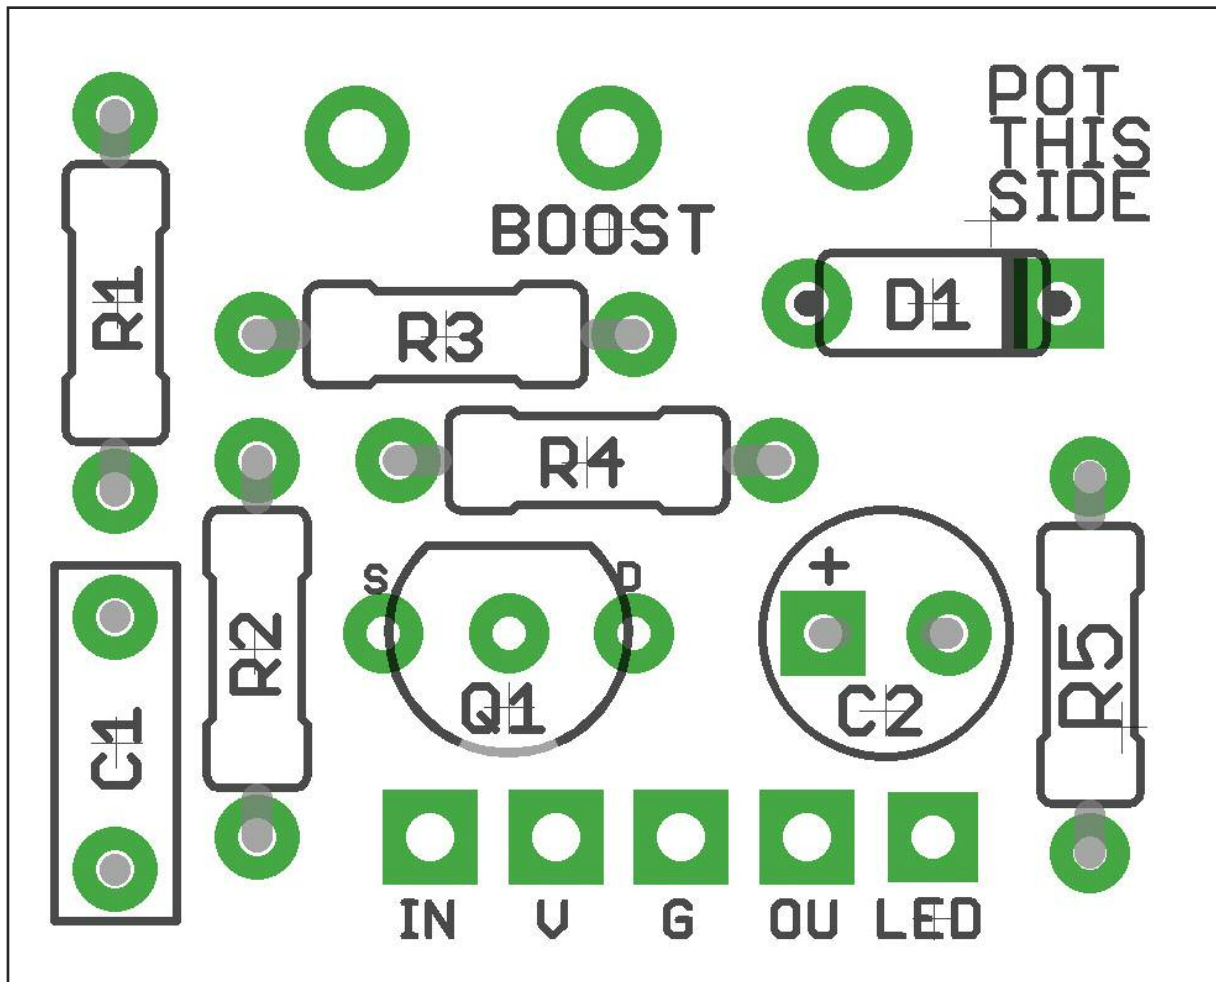 POT
THIS
SIDE
BOOST
R1
R3
D1
R4
S
D
+
R2
R5
Q1
C2
C1
IN V G OU LED